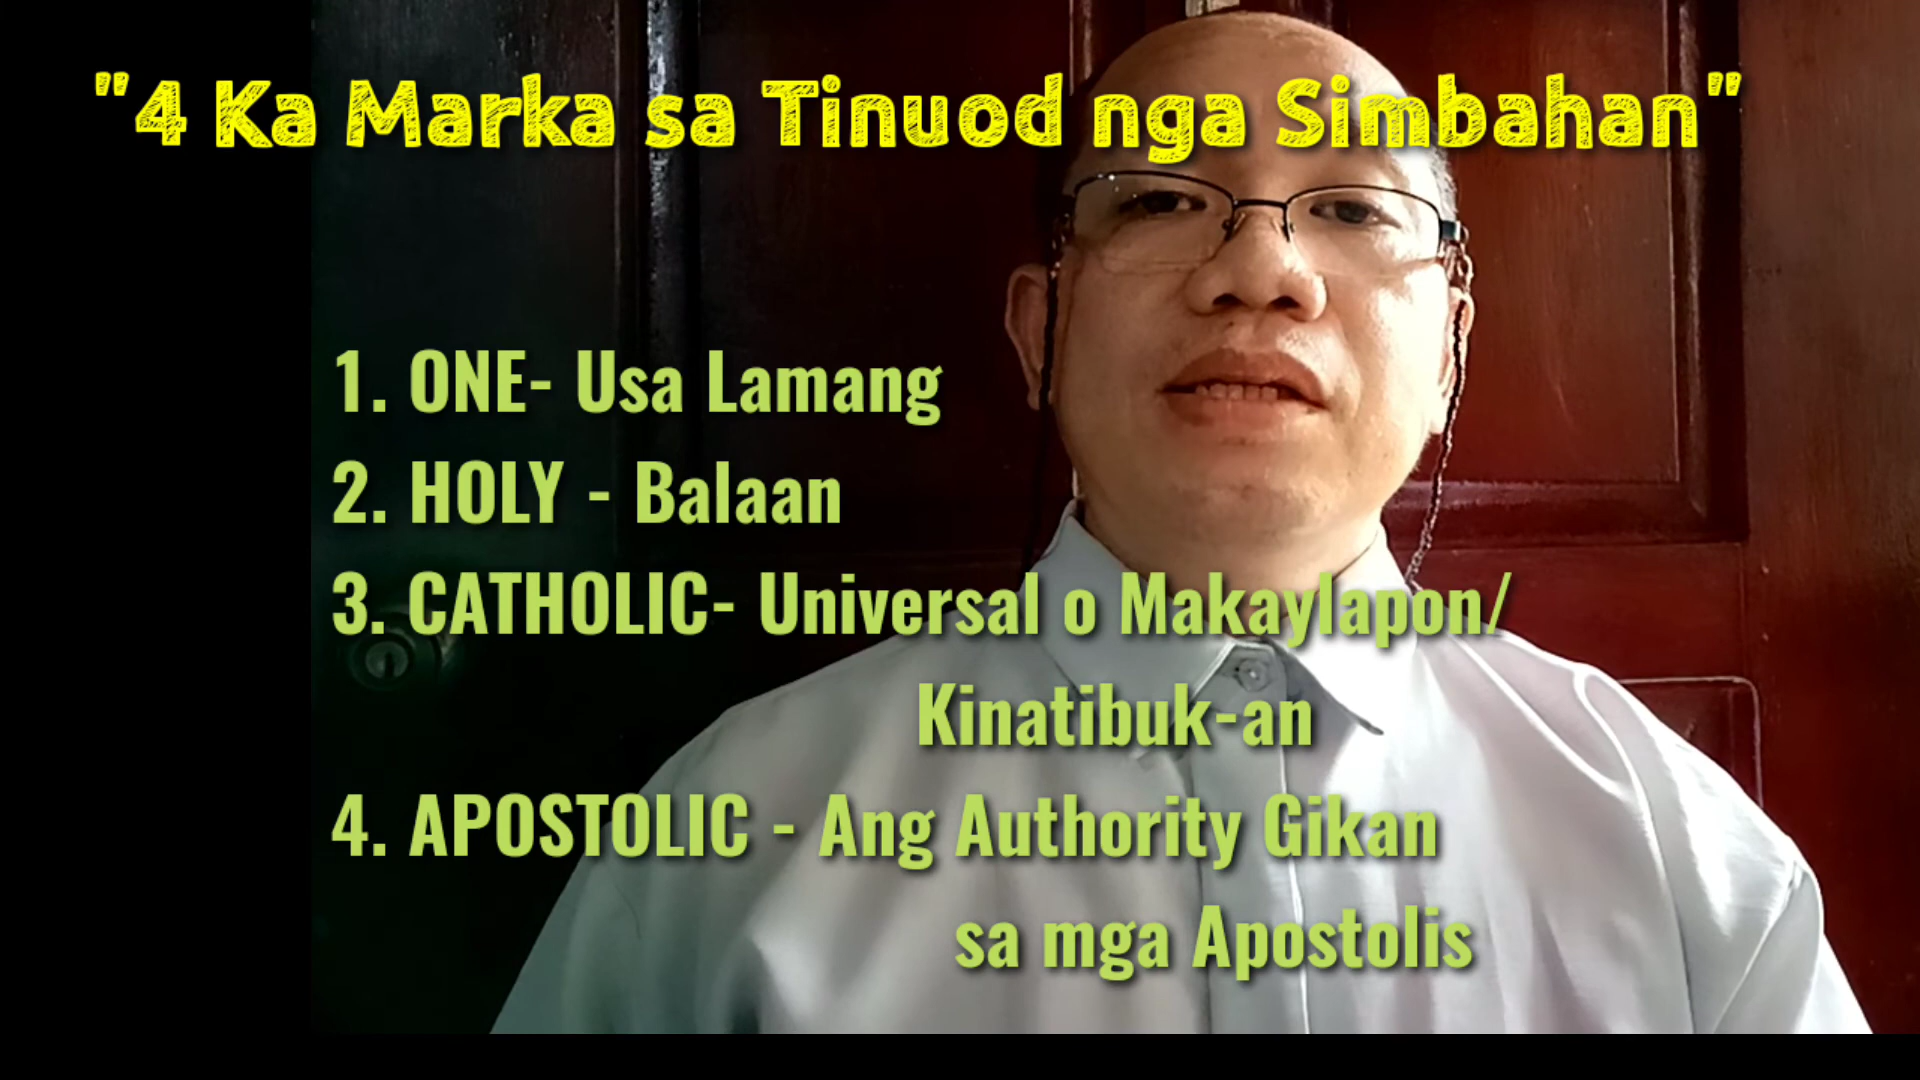 "4 Ka Marka sa Tinuod nga Simbahan"
1. ONE- Usa Lamang
2. HOLY - Balaan
3. CATHOLIC- Universal o Makaylapon/
Kinatibuk-an
4. APOSTOLIC - Ang Authority Gikan
sa mga Apostolis